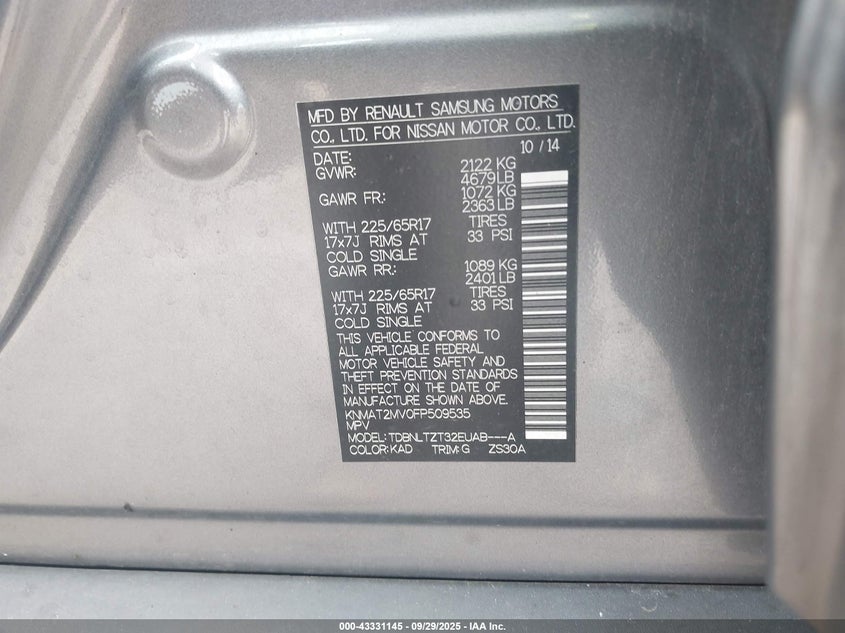 MFD BY RENAULT SAMSUNG MOTORS
CO., LTD. FOR NISSAN MOTOR CO., LTD.
DATE: 10 / 14
GVWR: 2122 KG
4679 LB
GAWR FR: 1072 KG
2363 LB
WITH 225/65R17 TIRES
17x7J RIMS AT 33 PSI
COLD SINGLE
GAWR RR: 1089 KG
2401 LB
WITH 225/65R17 TIRES
17x7J RIMS AT 33 PSI
COLD SINGLE
THIS VEHICLE CONFORMS TO
ALL APPLICABLE FEDERAL
MOTOR VEHICLE SAFETY AND
THEFT PREVENTION STANDARDS
IN EFFECT ON THE DATE OF
MANUFACTURE SHOWN ABOVE.
KNMAT2MV0FP509535
MPV
MODEL: TDBNLTZT32EUAB---A
COLOR: KAD TRIM: G ZS30A
000-43331145 - 09/29/2025 - IAA Inc.